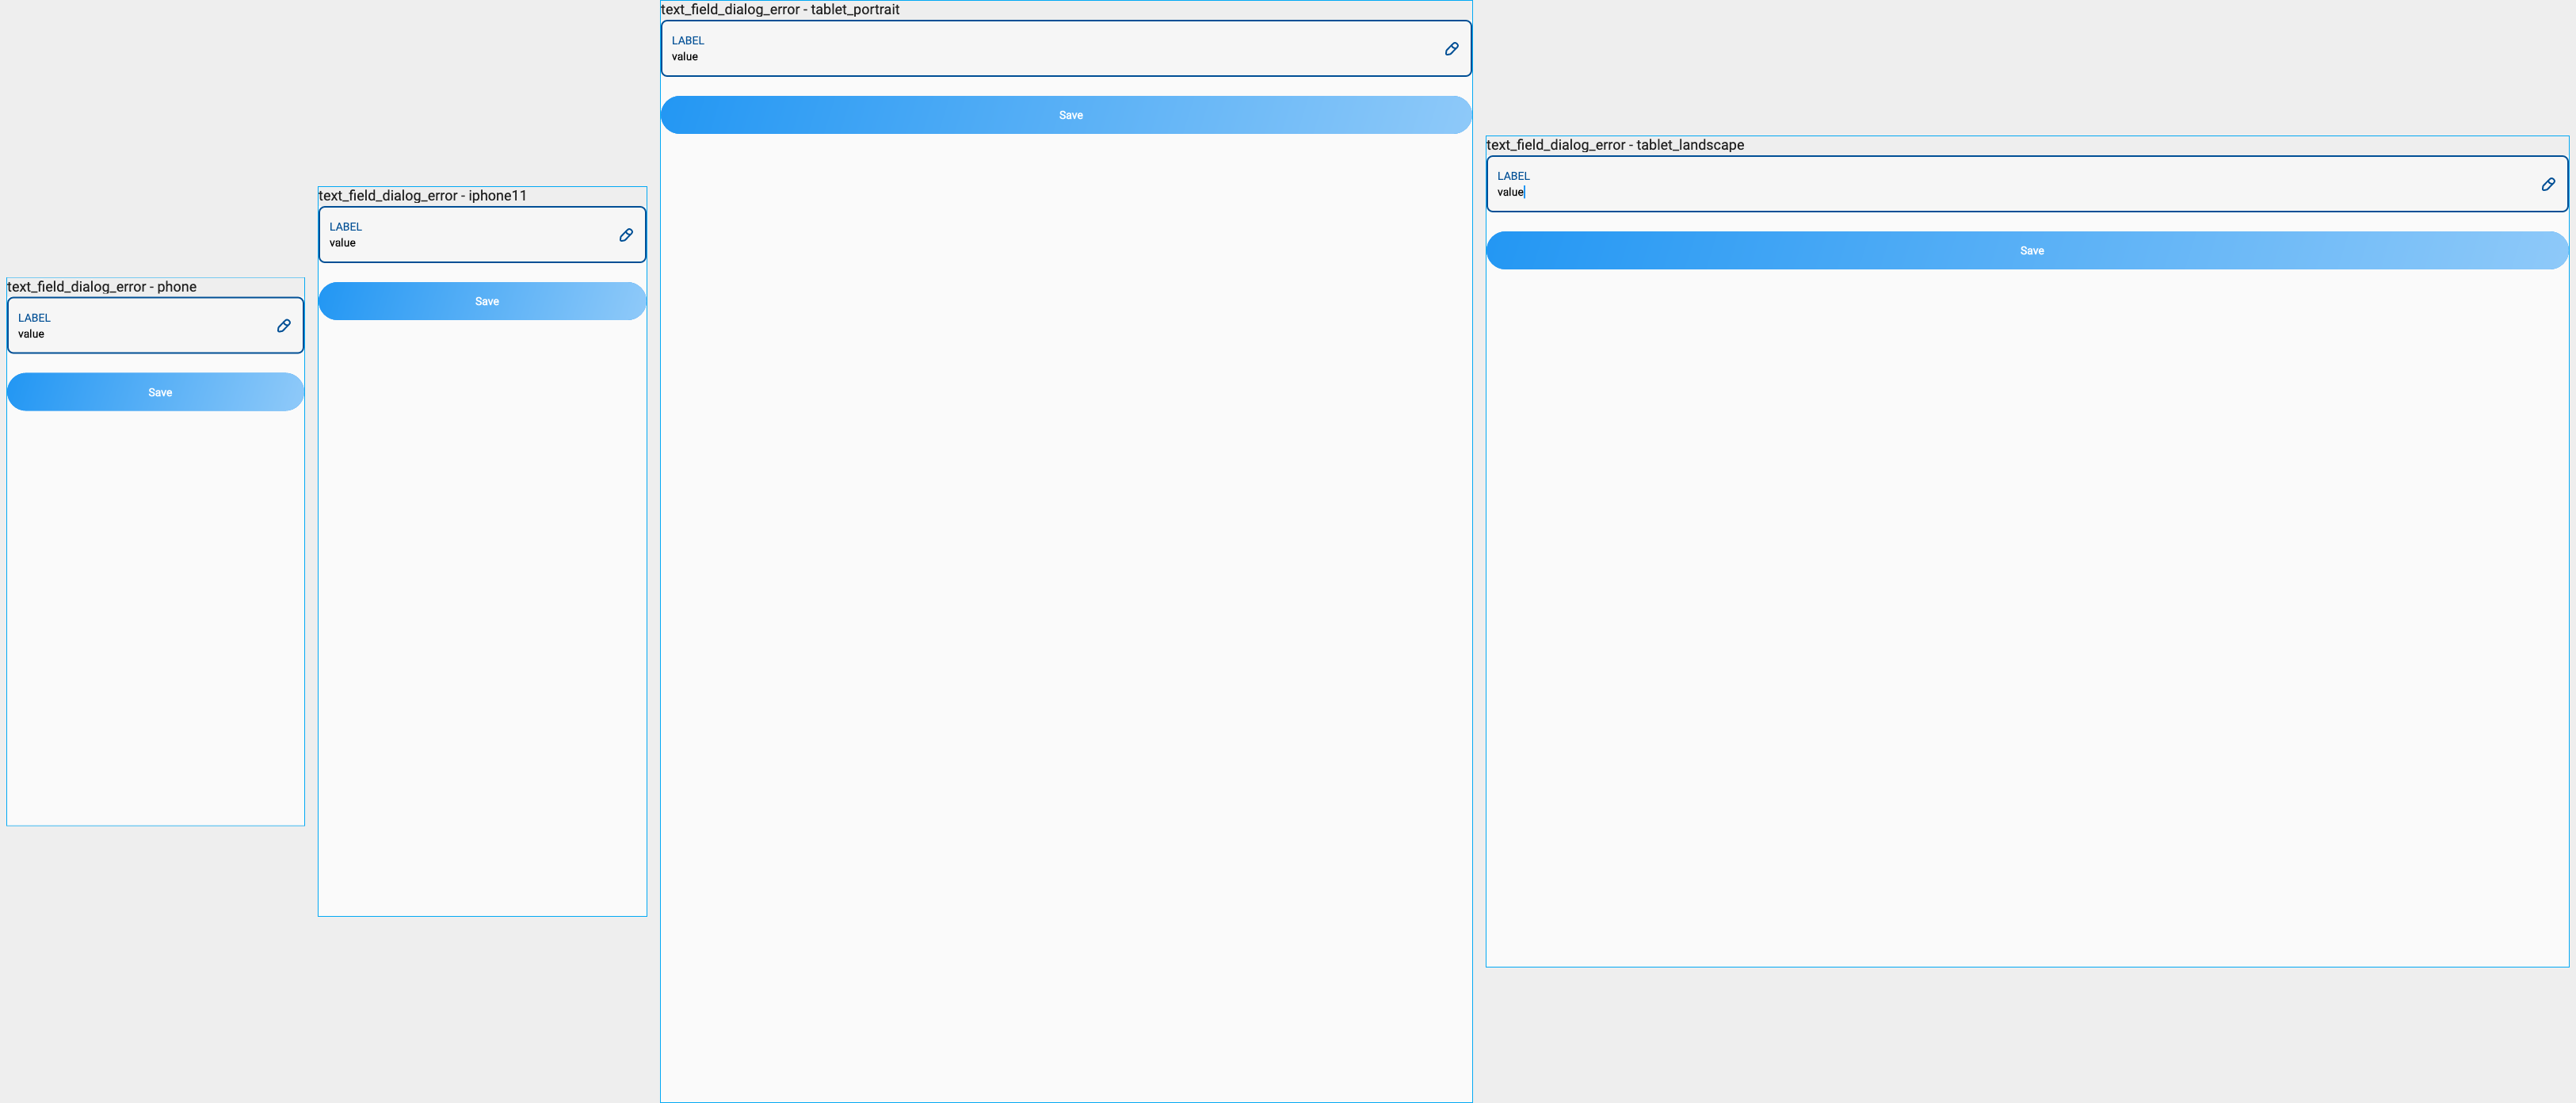 text_field_dialog_error - phone
LABEL
value
Save
text_field_dialog_error - iphone11
LABEL
value
Save
text_field_dialog_error - tablet_portrait
LABEL
value
Save
text_field_dialog_error - tablet_landscape
LABEL
value
Save